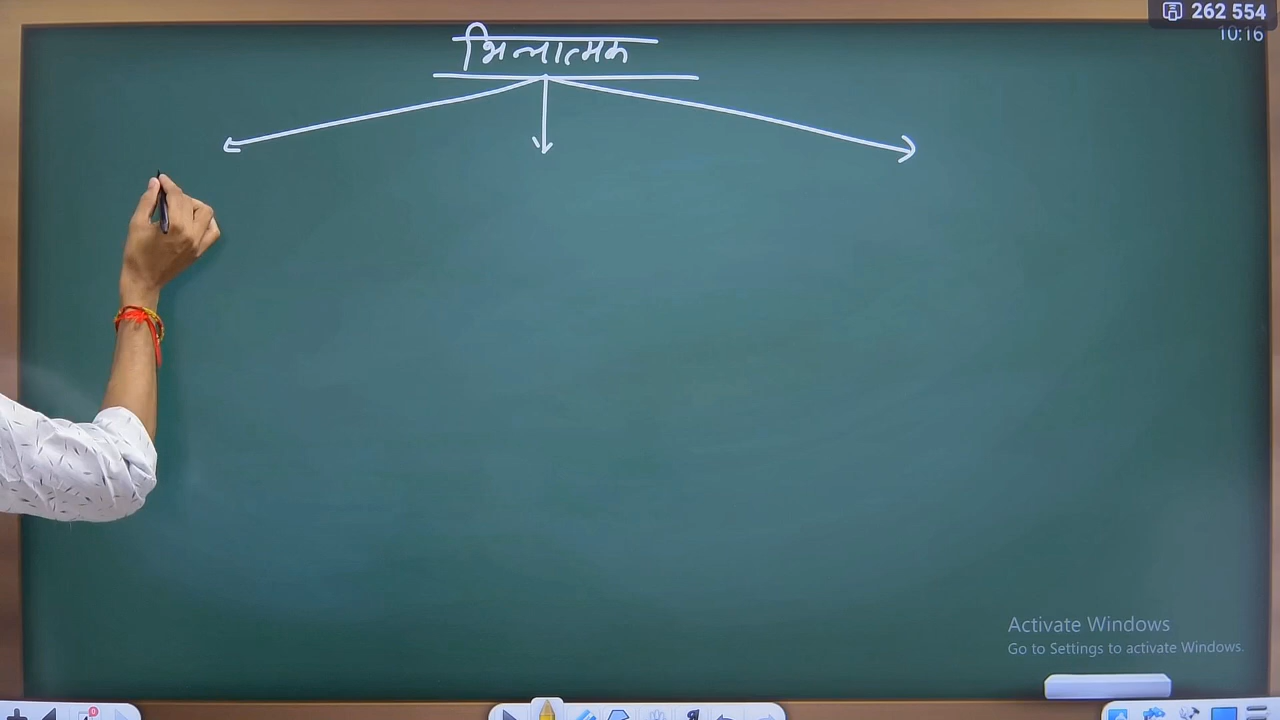 262 554
10:16
भिन्नात्मक
Activate Windows
Go to Settings to activate Windows.